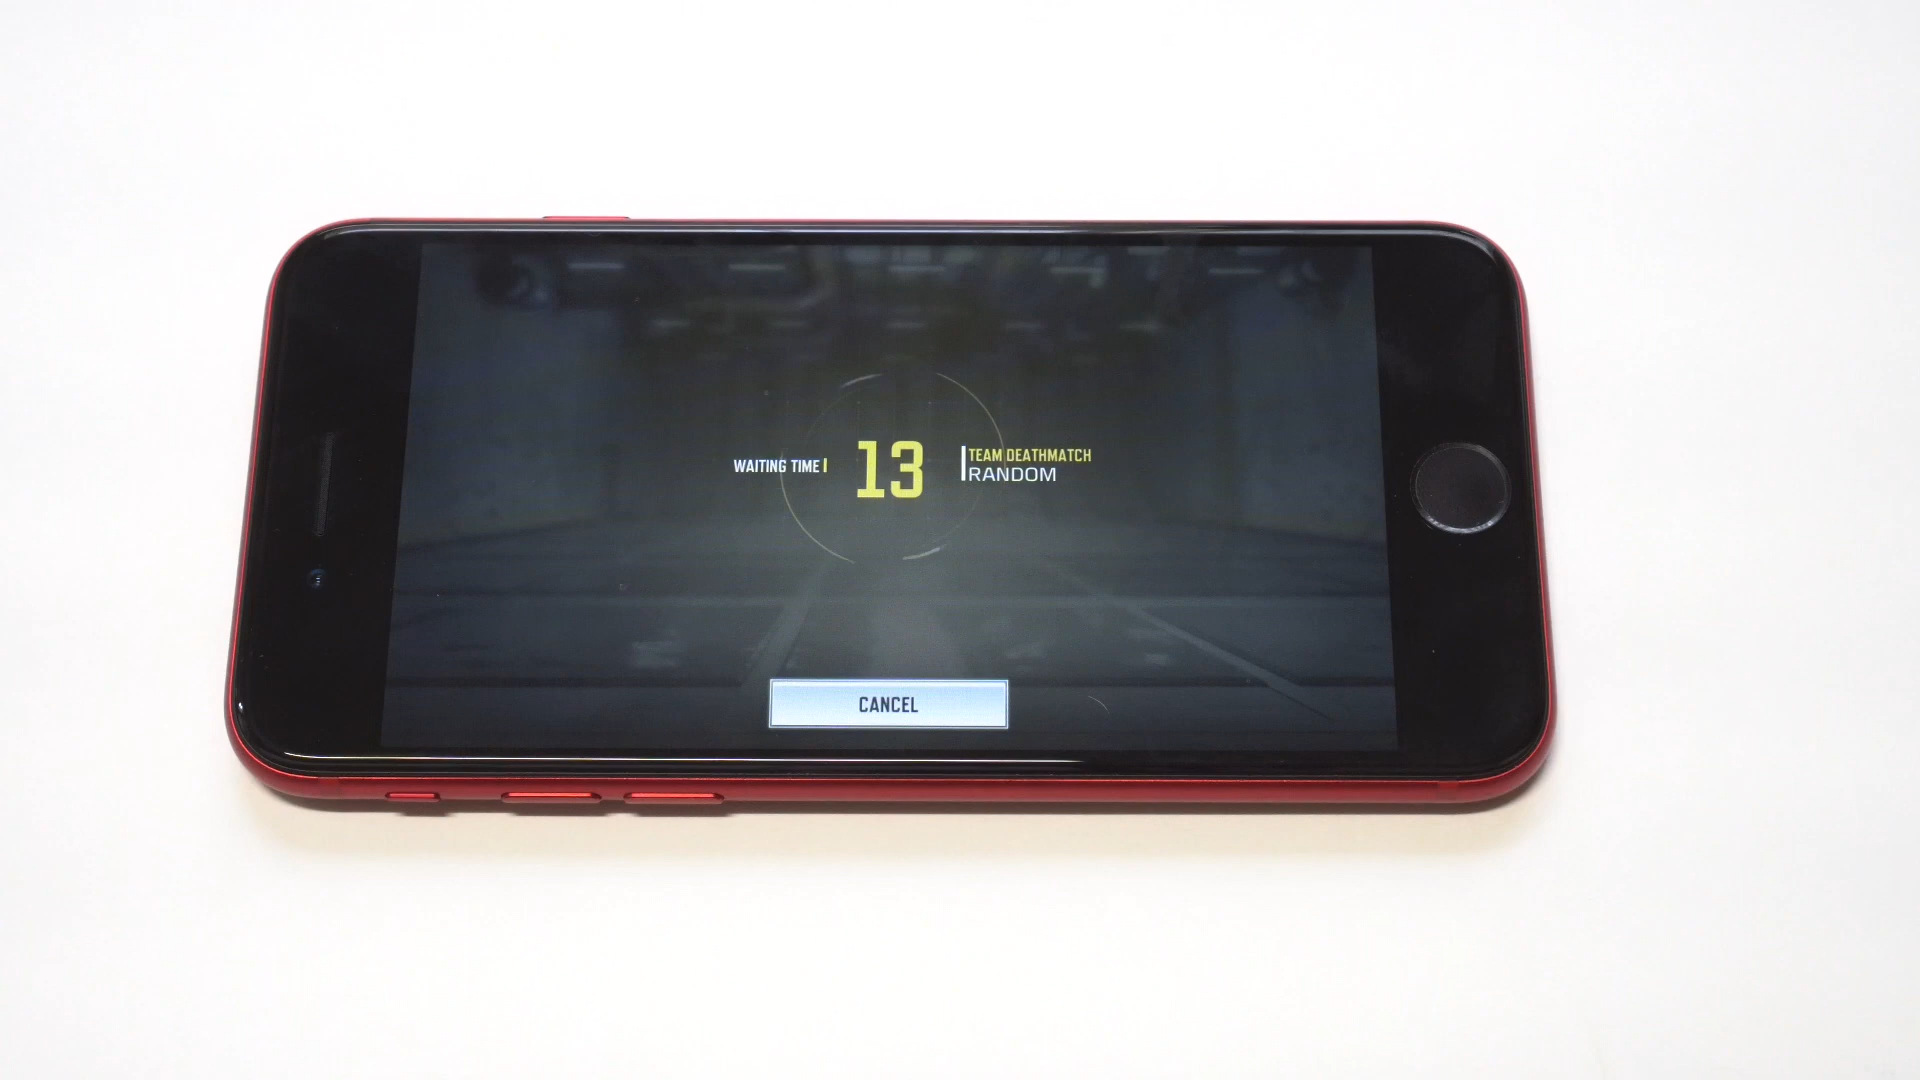 WAITING TIME
13
TEAM DEATHMATCH
RANDOM
CANCEL